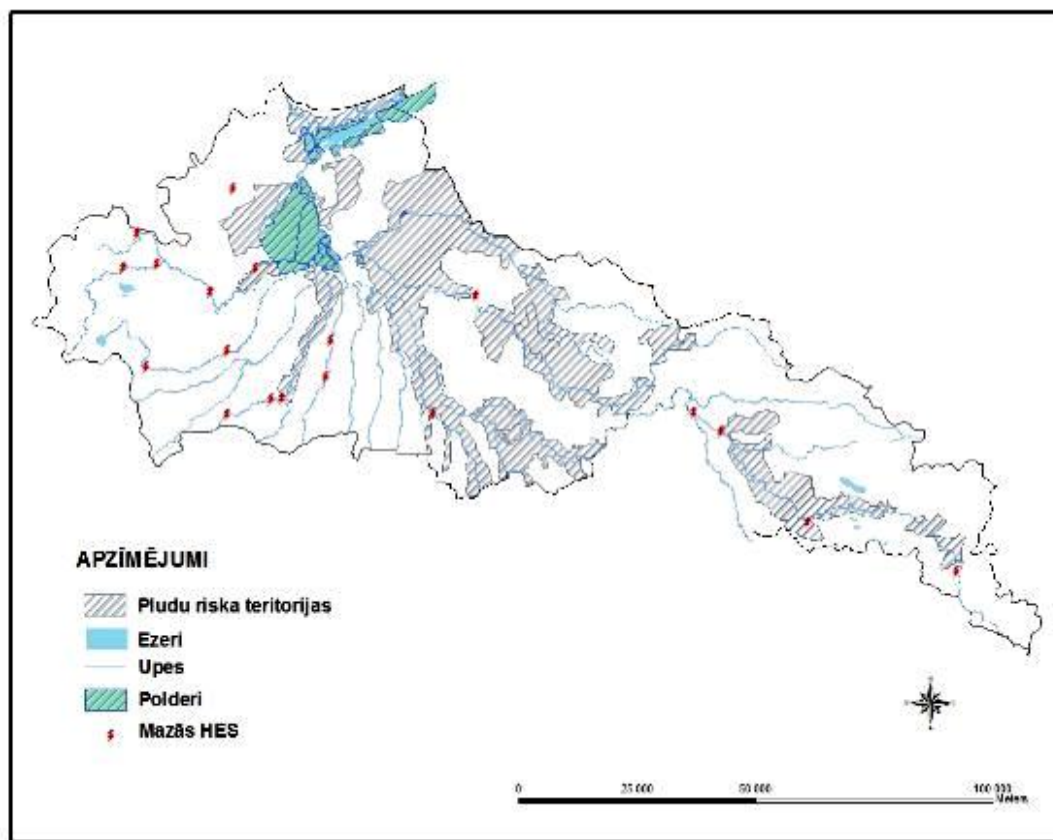 APZĪMĒJUMI
Pludu riska teritorijas
Ezeri
Upes
Polderi
Mazās HES
0 25 000 50 000 100 000
Meters